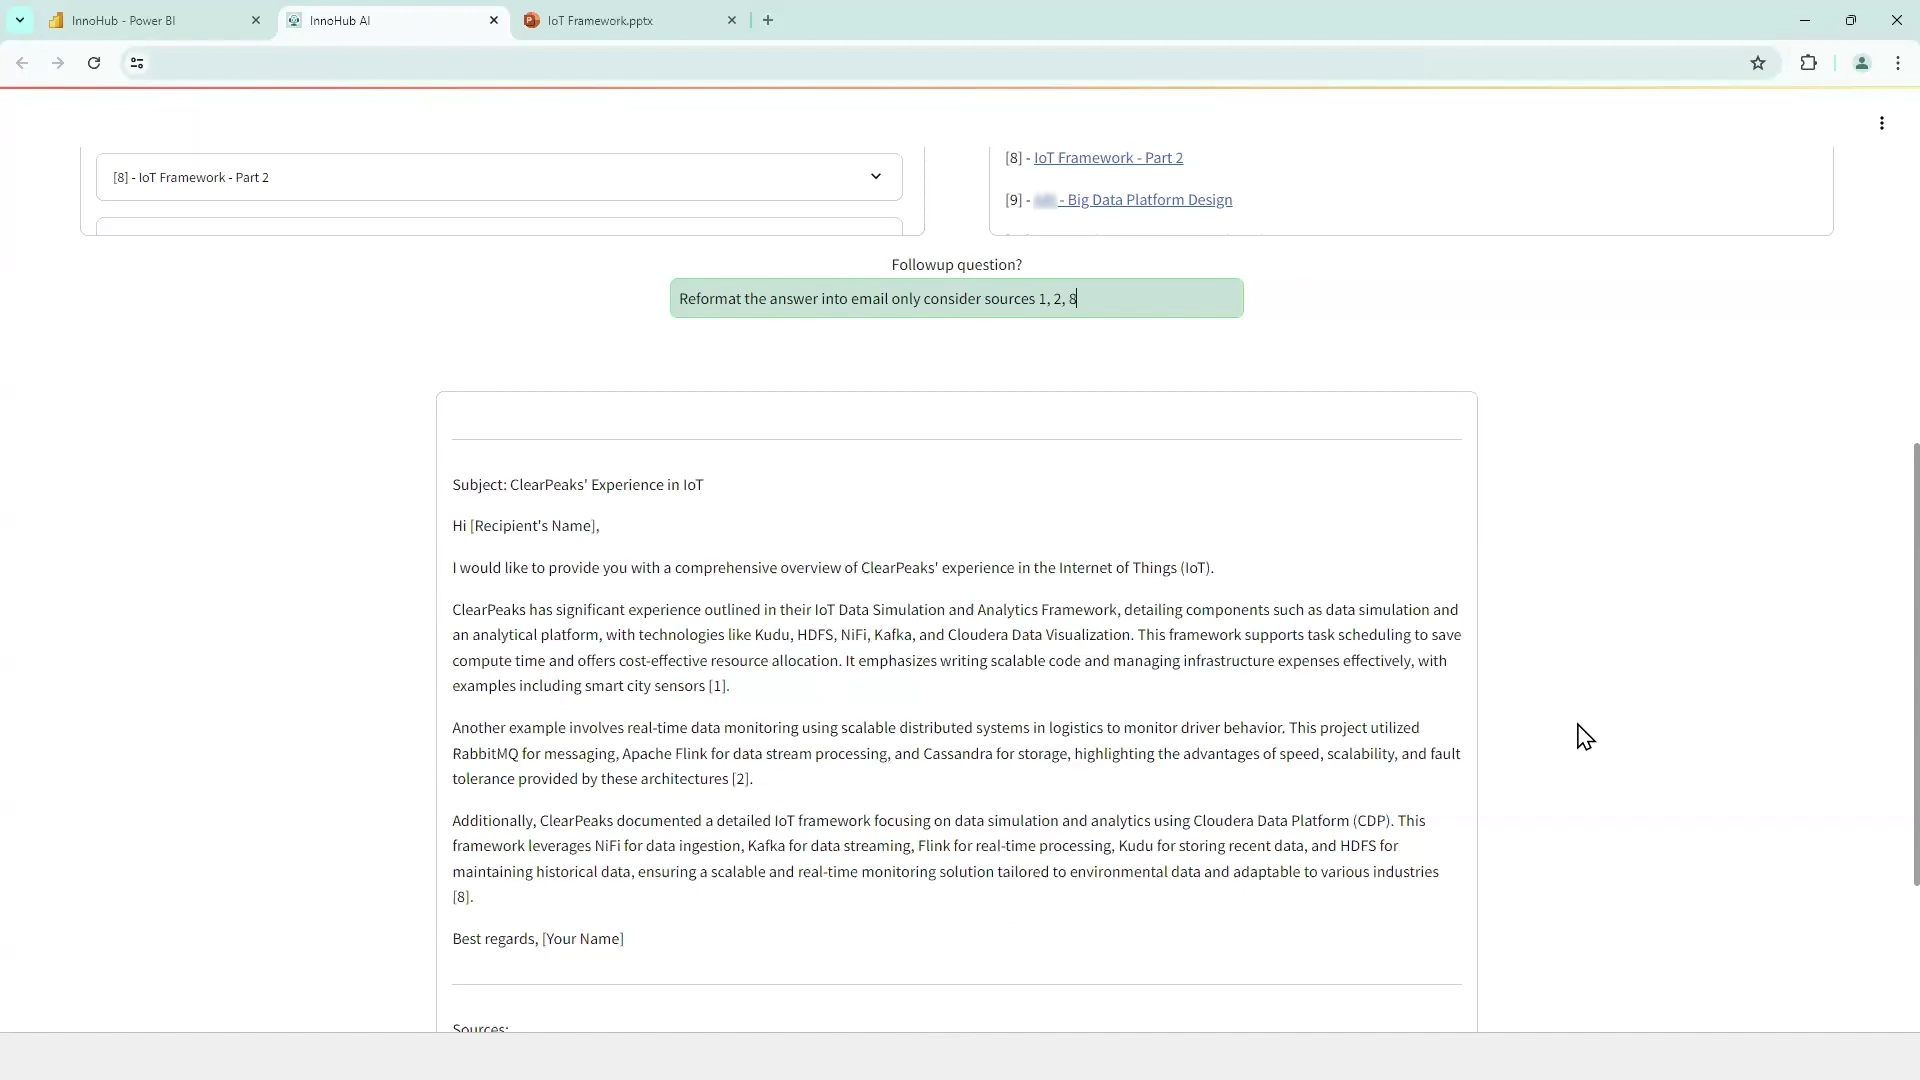 InnoHub - Power BI
InnoHub AI
IoT Framework.pptx
[8] - IoT Framework - Part 2
[8] - IoT Framework - Part 2
[9] - - Big Data Platform Design
Followup question?
Reformat the answer into email only consider sources 1, 2, 8
Subject: ClearPeaks' Experience in IoT
Hi [Recipient's Name],
I would like to provide you with a comprehensive overview of ClearPeaks' experience in the Internet of Things (IoT).
ClearPeaks has significant experience outlined in their IoT Data Simulation and Analytics Framework, detailing components such as data simulation and
an analytical platform, with technologies like Kudu, HDFS, NiFi, Kafka, and Cloudera Data Visualization. This framework supports task scheduling to save
compute time and offers cost-effective resource allocation. It emphasizes writing scalable code and managing infrastructure expenses effectively, with
examples including smart city sensors [1].
Another example involves real-time data monitoring using scalable distributed systems in logistics to monitor driver behavior. This project utilized
RabbitMQ for messaging, Apache Flink for data stream processing, and Cassandra for storage, highlighting the advantages of speed, scalability, and fault
tolerance provided by these architectures [2].
Additionally, ClearPeaks documented a detailed IoT framework focusing on data simulation and analytics using Cloudera Data Platform (CDP). This
framework leverages NiFi for data ingestion, Kafka for data streaming, Flink for real-time processing, Kudu for storing recent data, and HDFS for
maintaining historical data, ensuring a scalable and real-time monitoring solution tailored to environmental data and adaptable to various industries
[8].
Best regards, [Your Name]
Sources: